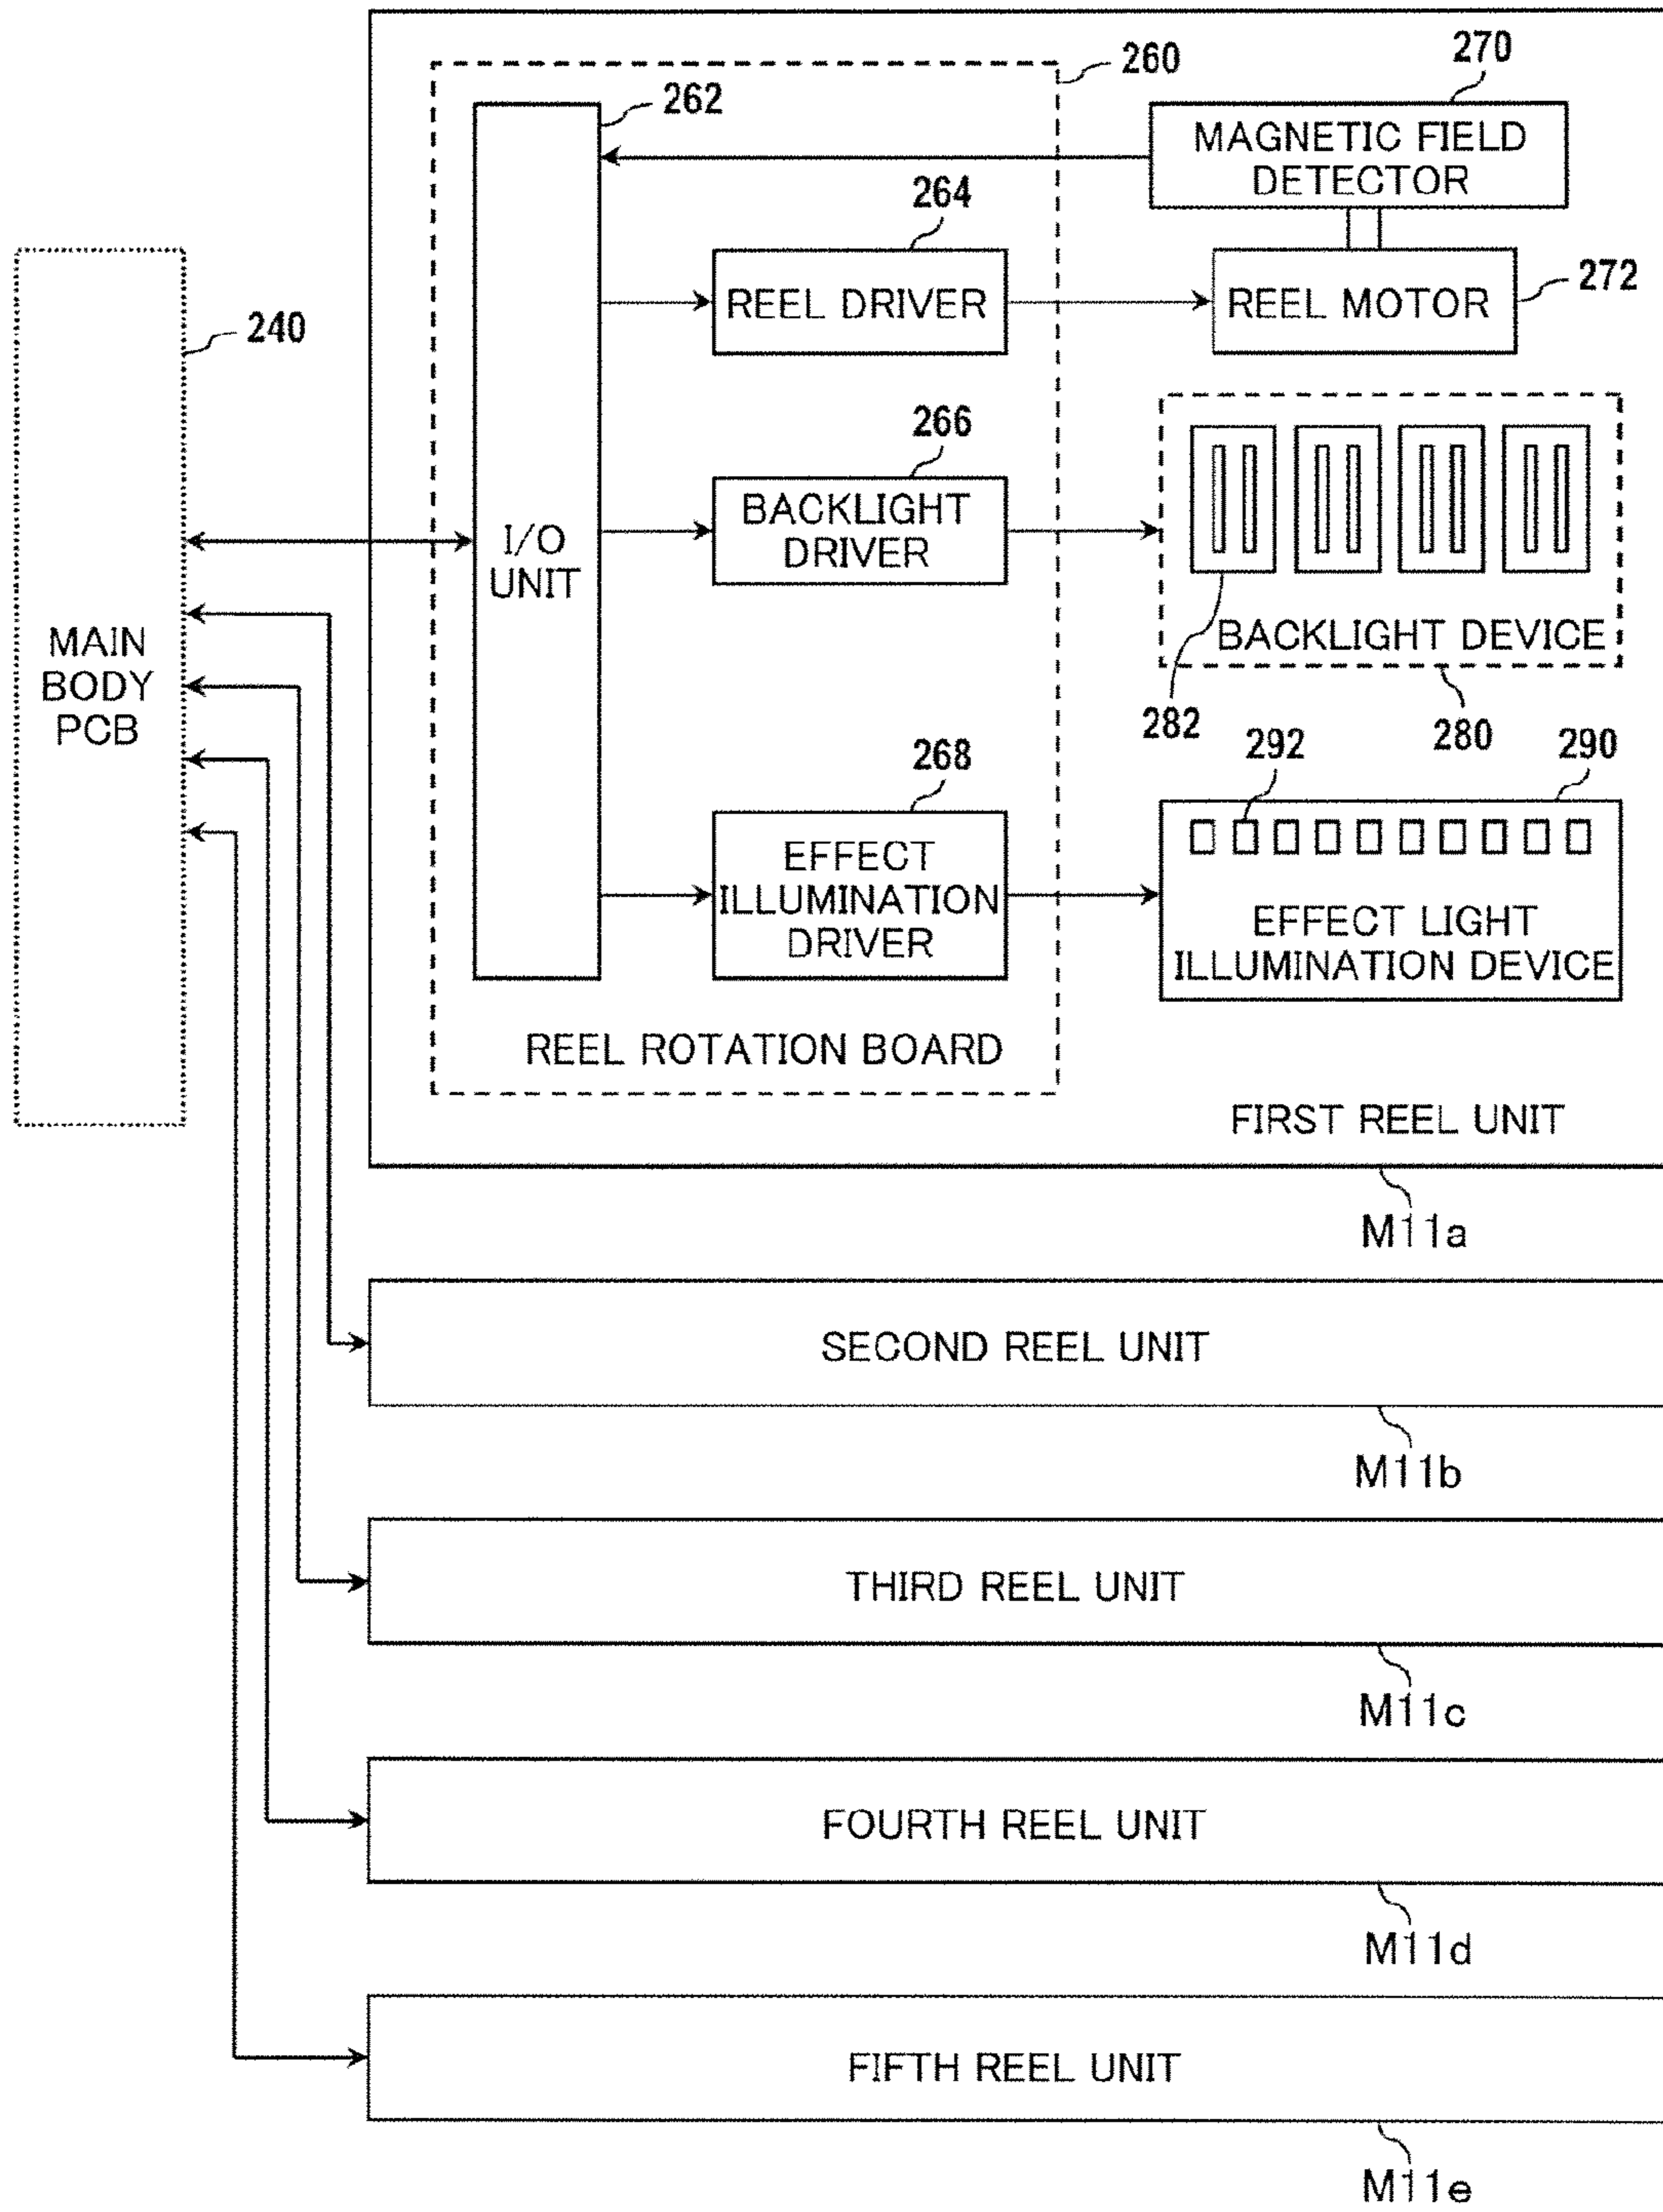 260
270
262
MAGNETIC FIELD
DETECTOR
264
REEL DRIVER
REEL MOTOR
272
240
266
BACKLIGHT
DRIVER
I/O
UNIT
BACKLIGHT DEVICE
282
280
MAIN
BODY
PCB
268
292
290
EFFECT
ILLUMINATION
DRIVER
EFFECT LIGHT
ILLUMINATION DEVICE
REEL ROTATION BOARD
FIRST REEL UNIT
M11a
SECOND REEL UNIT
M11b
THIRD REEL UNIT
M11c
FOURTH REEL UNIT
M11d
FIFTH REEL UNIT
M11e